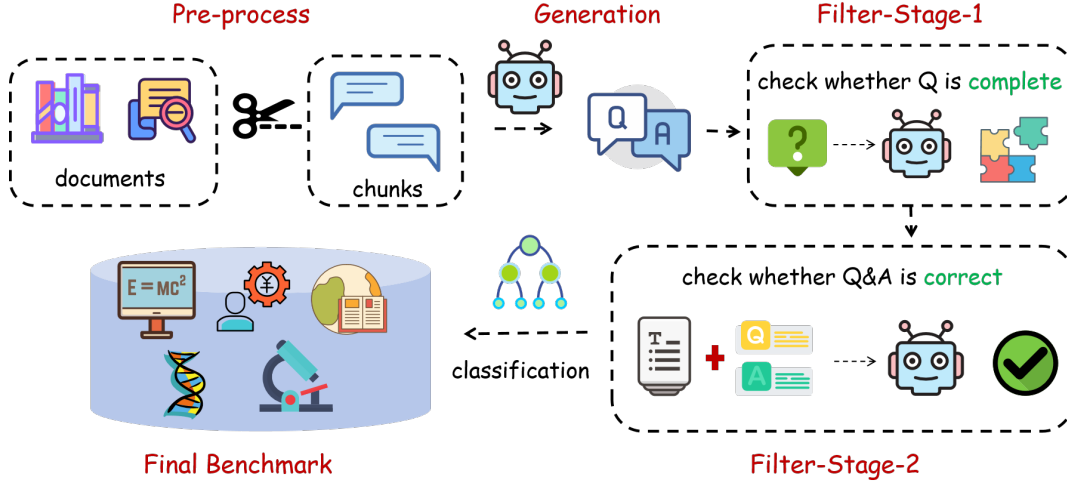 Pre-process
Generation
Filter-Stage-1
documents
chunks
Q
A
check whether Q is complete
?
check whether Q&A is correct
T
Q
A
classification
E=MC²
¥
Final Benchmark
Filter-Stage-2